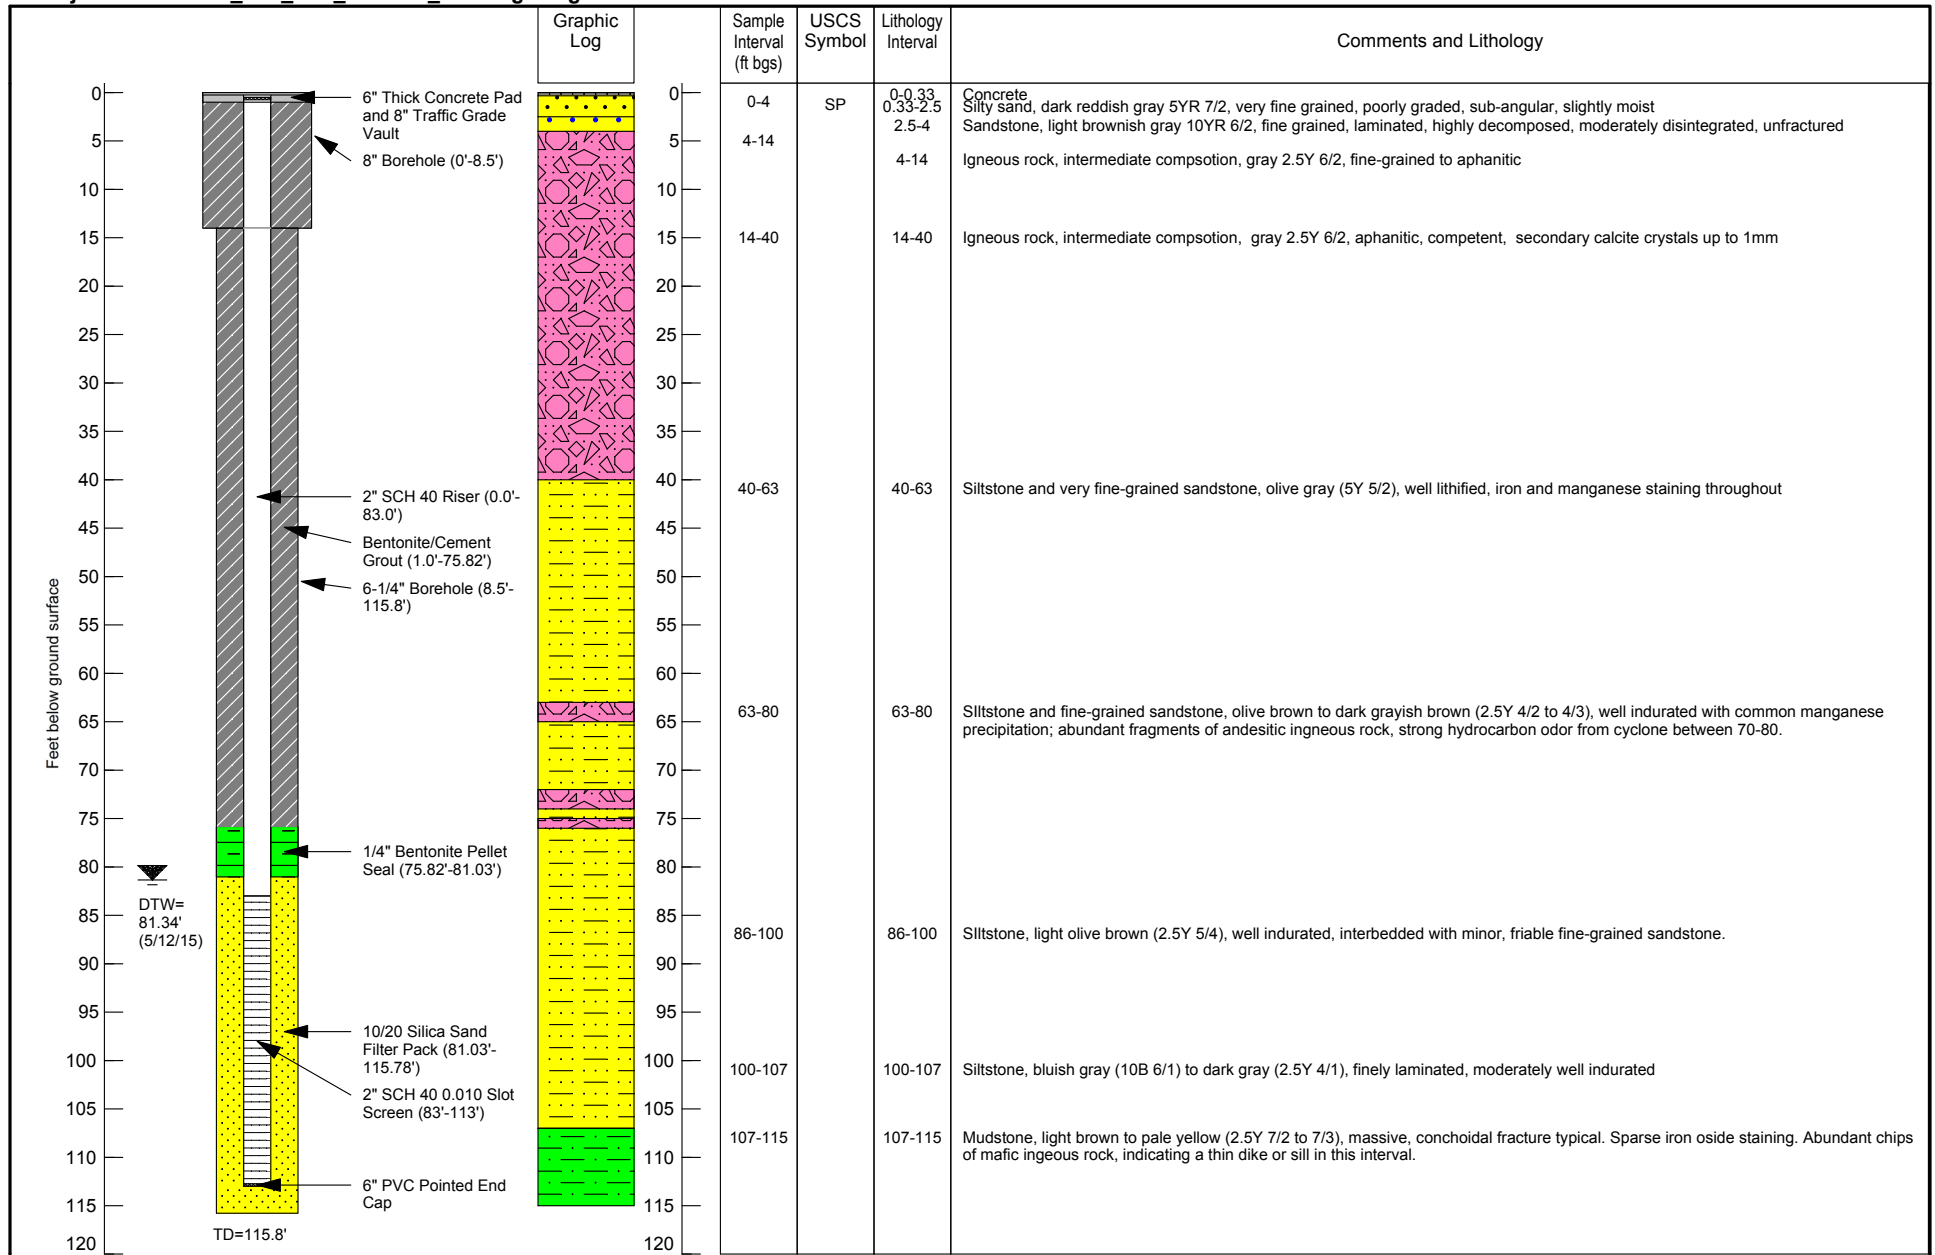 Graphic
Log
Sample
Interval
(ft bgs)
USCS
Symbol
Lithology
Interval
Comments and Lithology
Feet below ground surface
0
5
10
15
20
25
30
35
40
45
50
55
60
65
70
75
80
85
90
95
100
105
110
115
120
DTW=
81.34'
(5/12/15)
TD=115.8'
6" Thick Concrete Pad
and 8" Traffic Grade
Vault
8" Borehole (0'-8.5')
2" SCH 40 Riser (0.0'-
83.0')
Bentonite/Cement
Grout (1.0'-75.82')
6-1/4" Borehole (8.5'-
115.8')
1/4" Bentonite Pellet
Seal (75.82'-81.03')
10/20 Silica Sand
Filter Pack (81.03'-
115.78')
2" SCH 40 0.010 Slot
Screen (83'-113')
6" PVC Pointed End
Cap
0
5
10
15
20
25
30
35
40
45
50
55
60
65
70
75
80
85
90
95
100
105
110
115
120
0-4 SP 0-0.33 Concrete
0.33-2.5 Silty sand, dark reddish gray 5YR 7/2, very fine grained, poorly graded, sub-angular, slightly moist
2.5-4 Sandstone, light brownish gray 10YR 6/2, fine grained, laminated, highly decomposed, moderately disintegrated, unfractured
4-14 4-14 Igneous rock, intermediate compsotion, gray 2.5Y 6/2, fine-grained to aphanitic
14-40 14-40 Igneous rock, intermediate compsotion, gray 2.5Y 6/2, aphanitic, competent, secondary calcite crystals up to 1mm
40-63 40-63 Siltstone and very fine-grained sandstone, olive gray (5Y 5/2), well lithified, iron and manganese staining throughout
63-80 63-80 SIltstone and fine-grained sandstone, olive brown to dark grayish brown (2.5Y 4/2 to 4/3), well indurated with common manganese
precipitation; abundant fragments of andesitic ingneous rock, strong hydrocarbon odor from cyclone between 70-80.
86-100 86-100 SIltstone, light olive brown (2.5Y 5/4), well indurated, interbedded with minor, friable fine-grained sandstone.
100-107 100-107 Siltstone, bluish gray (10B 6/1) to dark gray (2.5Y 4/1), finely laminated, moderately well indurated
107-115 107-115 Mudstone, light brown to pale yellow (2.5Y 7/2 to 7/3), massive, conchoidal fracture typical. Sparse iron oside staining. Abundant chips
of mafic ingeous rock, indicating a thin dike or sill in this interval.